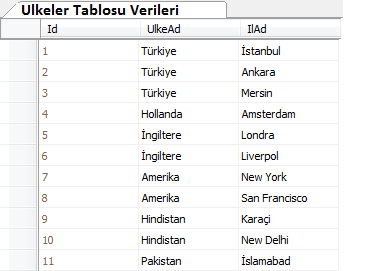 Ulkeler Tablosu Verileri
Id UlkeAd IlAd
1 Türkiye İstanbul
2 Türkiye Ankara
3 Türkiye Mersin
4 Hollanda Amsterdam
5 İngiltere Londra
6 İngiltere Liverpol
7 Amerika New York
8 Amerika San Francisco
9 Hindistan Karaçi
10 Hindistan New Delhi
11 Pakistan İslamabad